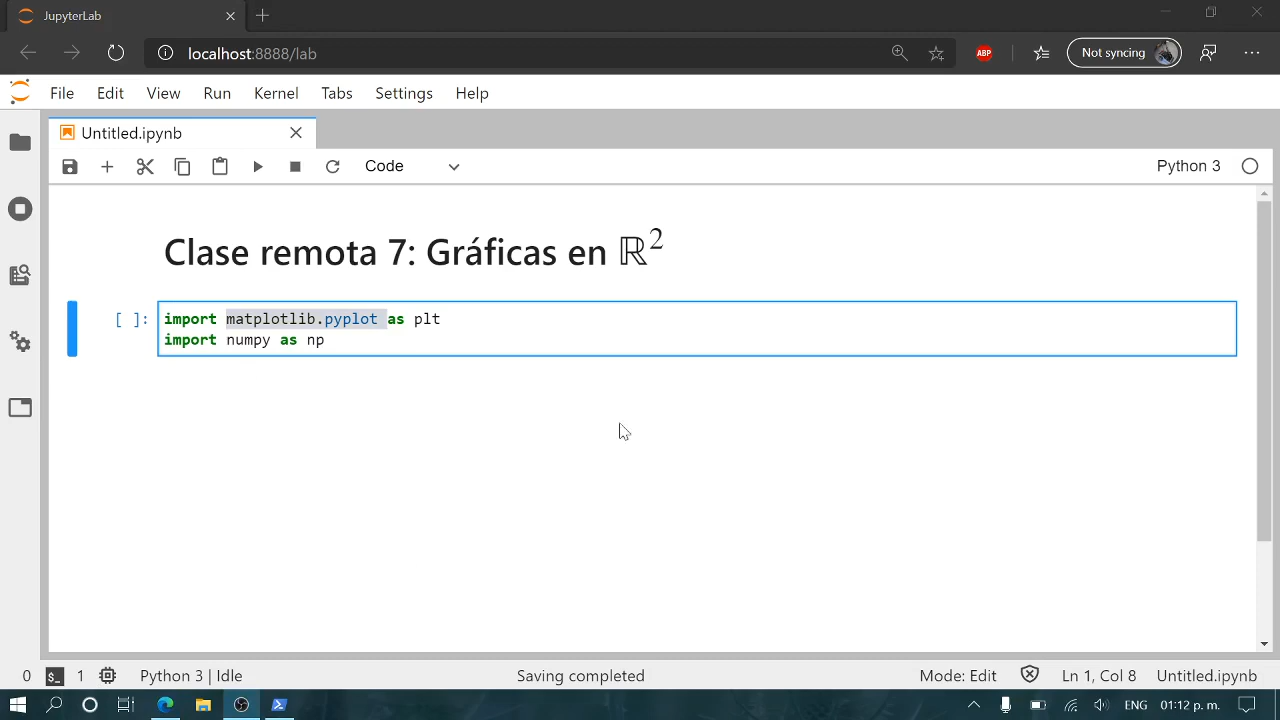 JupyterLab
localhost:8888/lab
ABP
Not syncing
File Edit View Run Kernel Tabs Settings Help
Untitled.ipynb
Code
Python 3
Clase remota 7: Gráficas en ℝ²
[ ]: import matplotlib.pyplot as plt
import numpy as np
0 $_ 1 Python 3 | Idle Saving completed Mode: Edit Ln 1, Col 8 Untitled.ipynb
ENG 01:12 p. m.